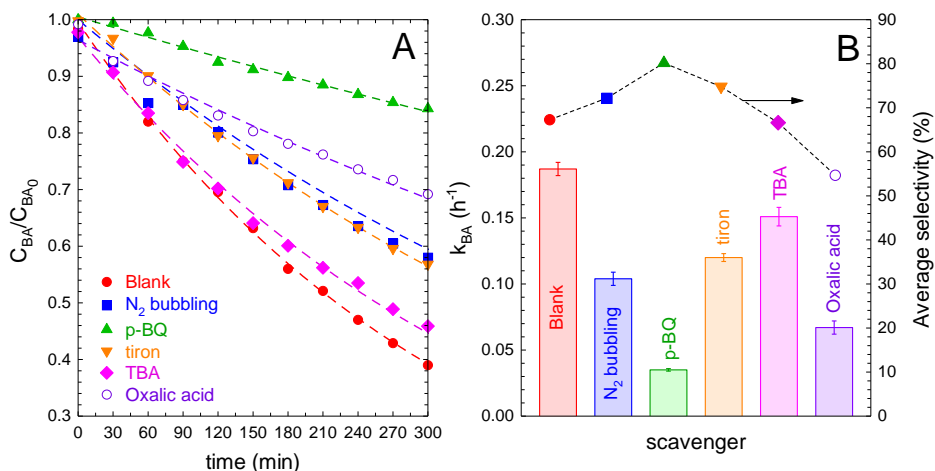 A
C_BA/C_BA₀
1.0
0.9
0.8
0.7
0.6
0.5
0.4
0.3
Blank
N₂ bubbling
p-BQ
tiron
TBA
Oxalic acid
0 30 60 90 120 150 180 210 240 270 300
time (min)
B
k_BA (h⁻¹)
0.30
0.25
0.20
0.15
0.10
0.05
0.00
Blank
N₂ bubbling
p-BQ
tiron
TBA
Oxalic acid
scavenger
90
80
70
60
50
40
30
20
10
0
Average selectivity (%)